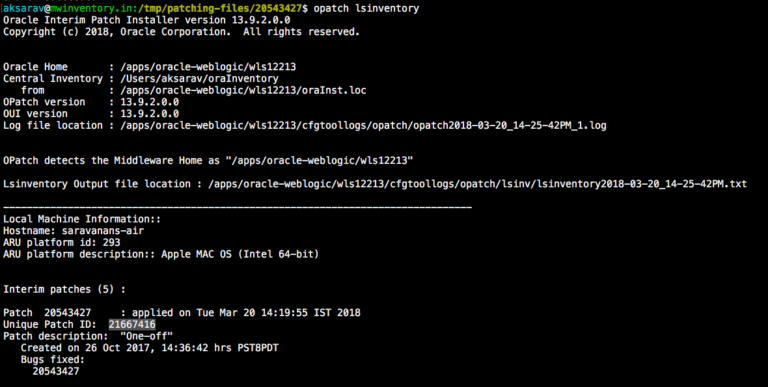 aksarav@mwinventory.in:/tmp/patching-files/20543427$ opatch lsinventory
Oracle Interim Patch Installer version 13.9.2.0.0
Copyright (c) 2018, Oracle Corporation.  All rights reserved.
Oracle Home       : /apps/oracle-weblogic/wls12213
Central Inventory : /Users/aksarav/oraInventory
   from           : /apps/oracle-weblogic/wls12213/oraInst.loc
OPatch version    : 13.9.2.0.0
OUI version       : 13.9.2.0.0
Log file location : /apps/oracle-weblogic/wls12213/cfgtoollogs/opatch/opatch2018-03-20_14-25-42PM_1.log
OPatch detects the Middleware Home as "/apps/oracle-weblogic/wls12213"
Lsinventory Output file location : /apps/oracle-weblogic/wls12213/cfgtoollogs/opatch/lsinv/lsinventory2018-03-20_14-25-42PM.txt
--------------------------------------------------------------------------------
Local Machine Information::
Hostname: saravanans-air
ARU platform id: 293
ARU platform description:: Apple MAC OS (Intel 64-bit)
Interim patches (5) :
Patch  20543427     : applied on Tue Mar 20 14:19:55 IST 2018
Unique Patch ID:  21667416
Patch description:  "One-off"
   Created on 26 Oct 2017, 14:36:42 hrs PST8PDT
   Bugs fixed:
     20543427